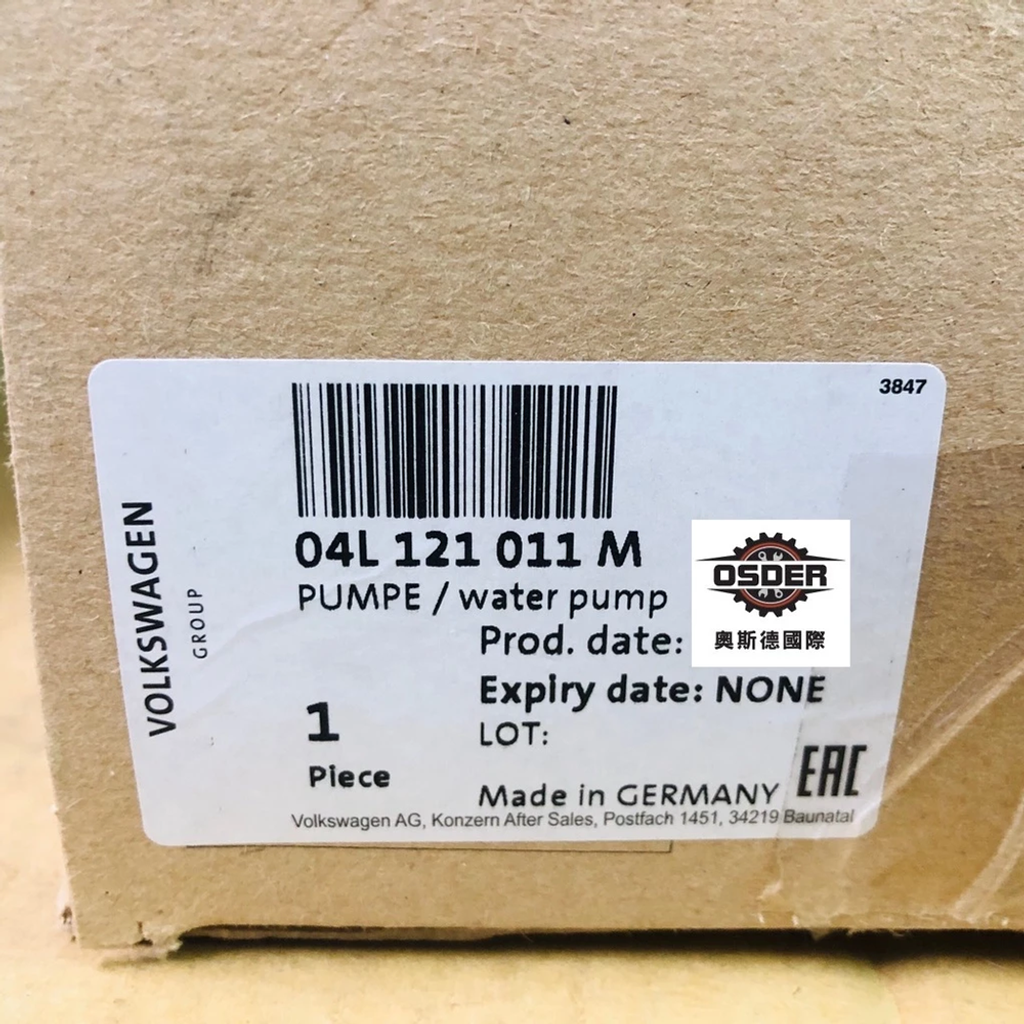 3847
VOLKSWAGEN
GROUP
04L 121 011 M
PUMPE / water pump
Prod. date:
OSDER
奧斯德國際
Expiry date: NONE
1
Piece
LOT:
Made in GERMANY
EAC
Volkswagen AG, Konzern After Sales, Postfach 1451, 34219 Baunatal